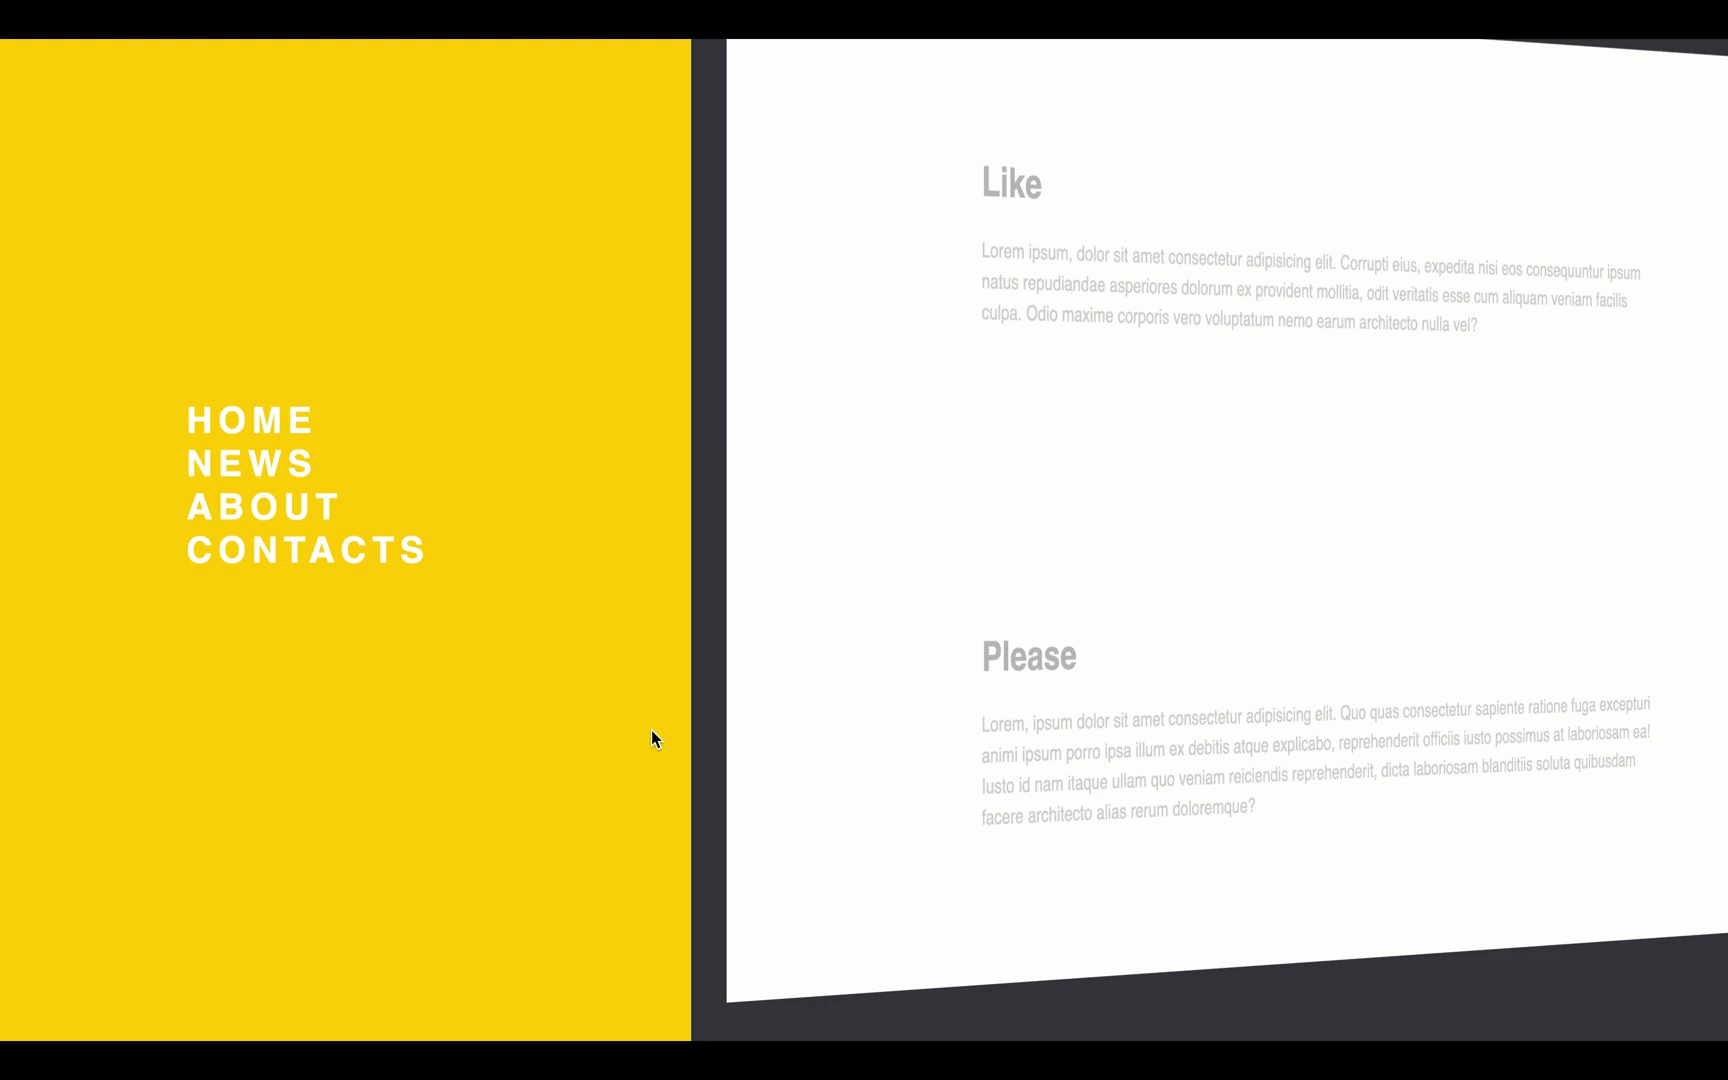 HOME
NEWS
ABOUT
CONTACTS
Like
Lorem ipsum, dolor sit amet consectetur adipisicing elit. Corrupti eius, expedita nisi eos consequuntur ipsum
natus repudiandae asperiores dolorum ex provident mollitia, odit veritatis esse cum aliquam veniam facilis
culpa. Odio maxime corporis vero voluptatum nemo earum architecto nulla vel?
Please
Lorem, ipsum dolor sit amet consectetur adipisicing elit. Quo quas consectetur sapiente ratione fuga excepturi
animi ipsum porro ipsa illum ex debitis atque explicabo, reprehenderit officiis iusto possimus at laboriosam ea!
Iusto id nam itaque ullam quo veniam reiciendis reprehenderit, dicta laboriosam blanditiis soluta quibusdam
facere architecto alias rerum doloremque?